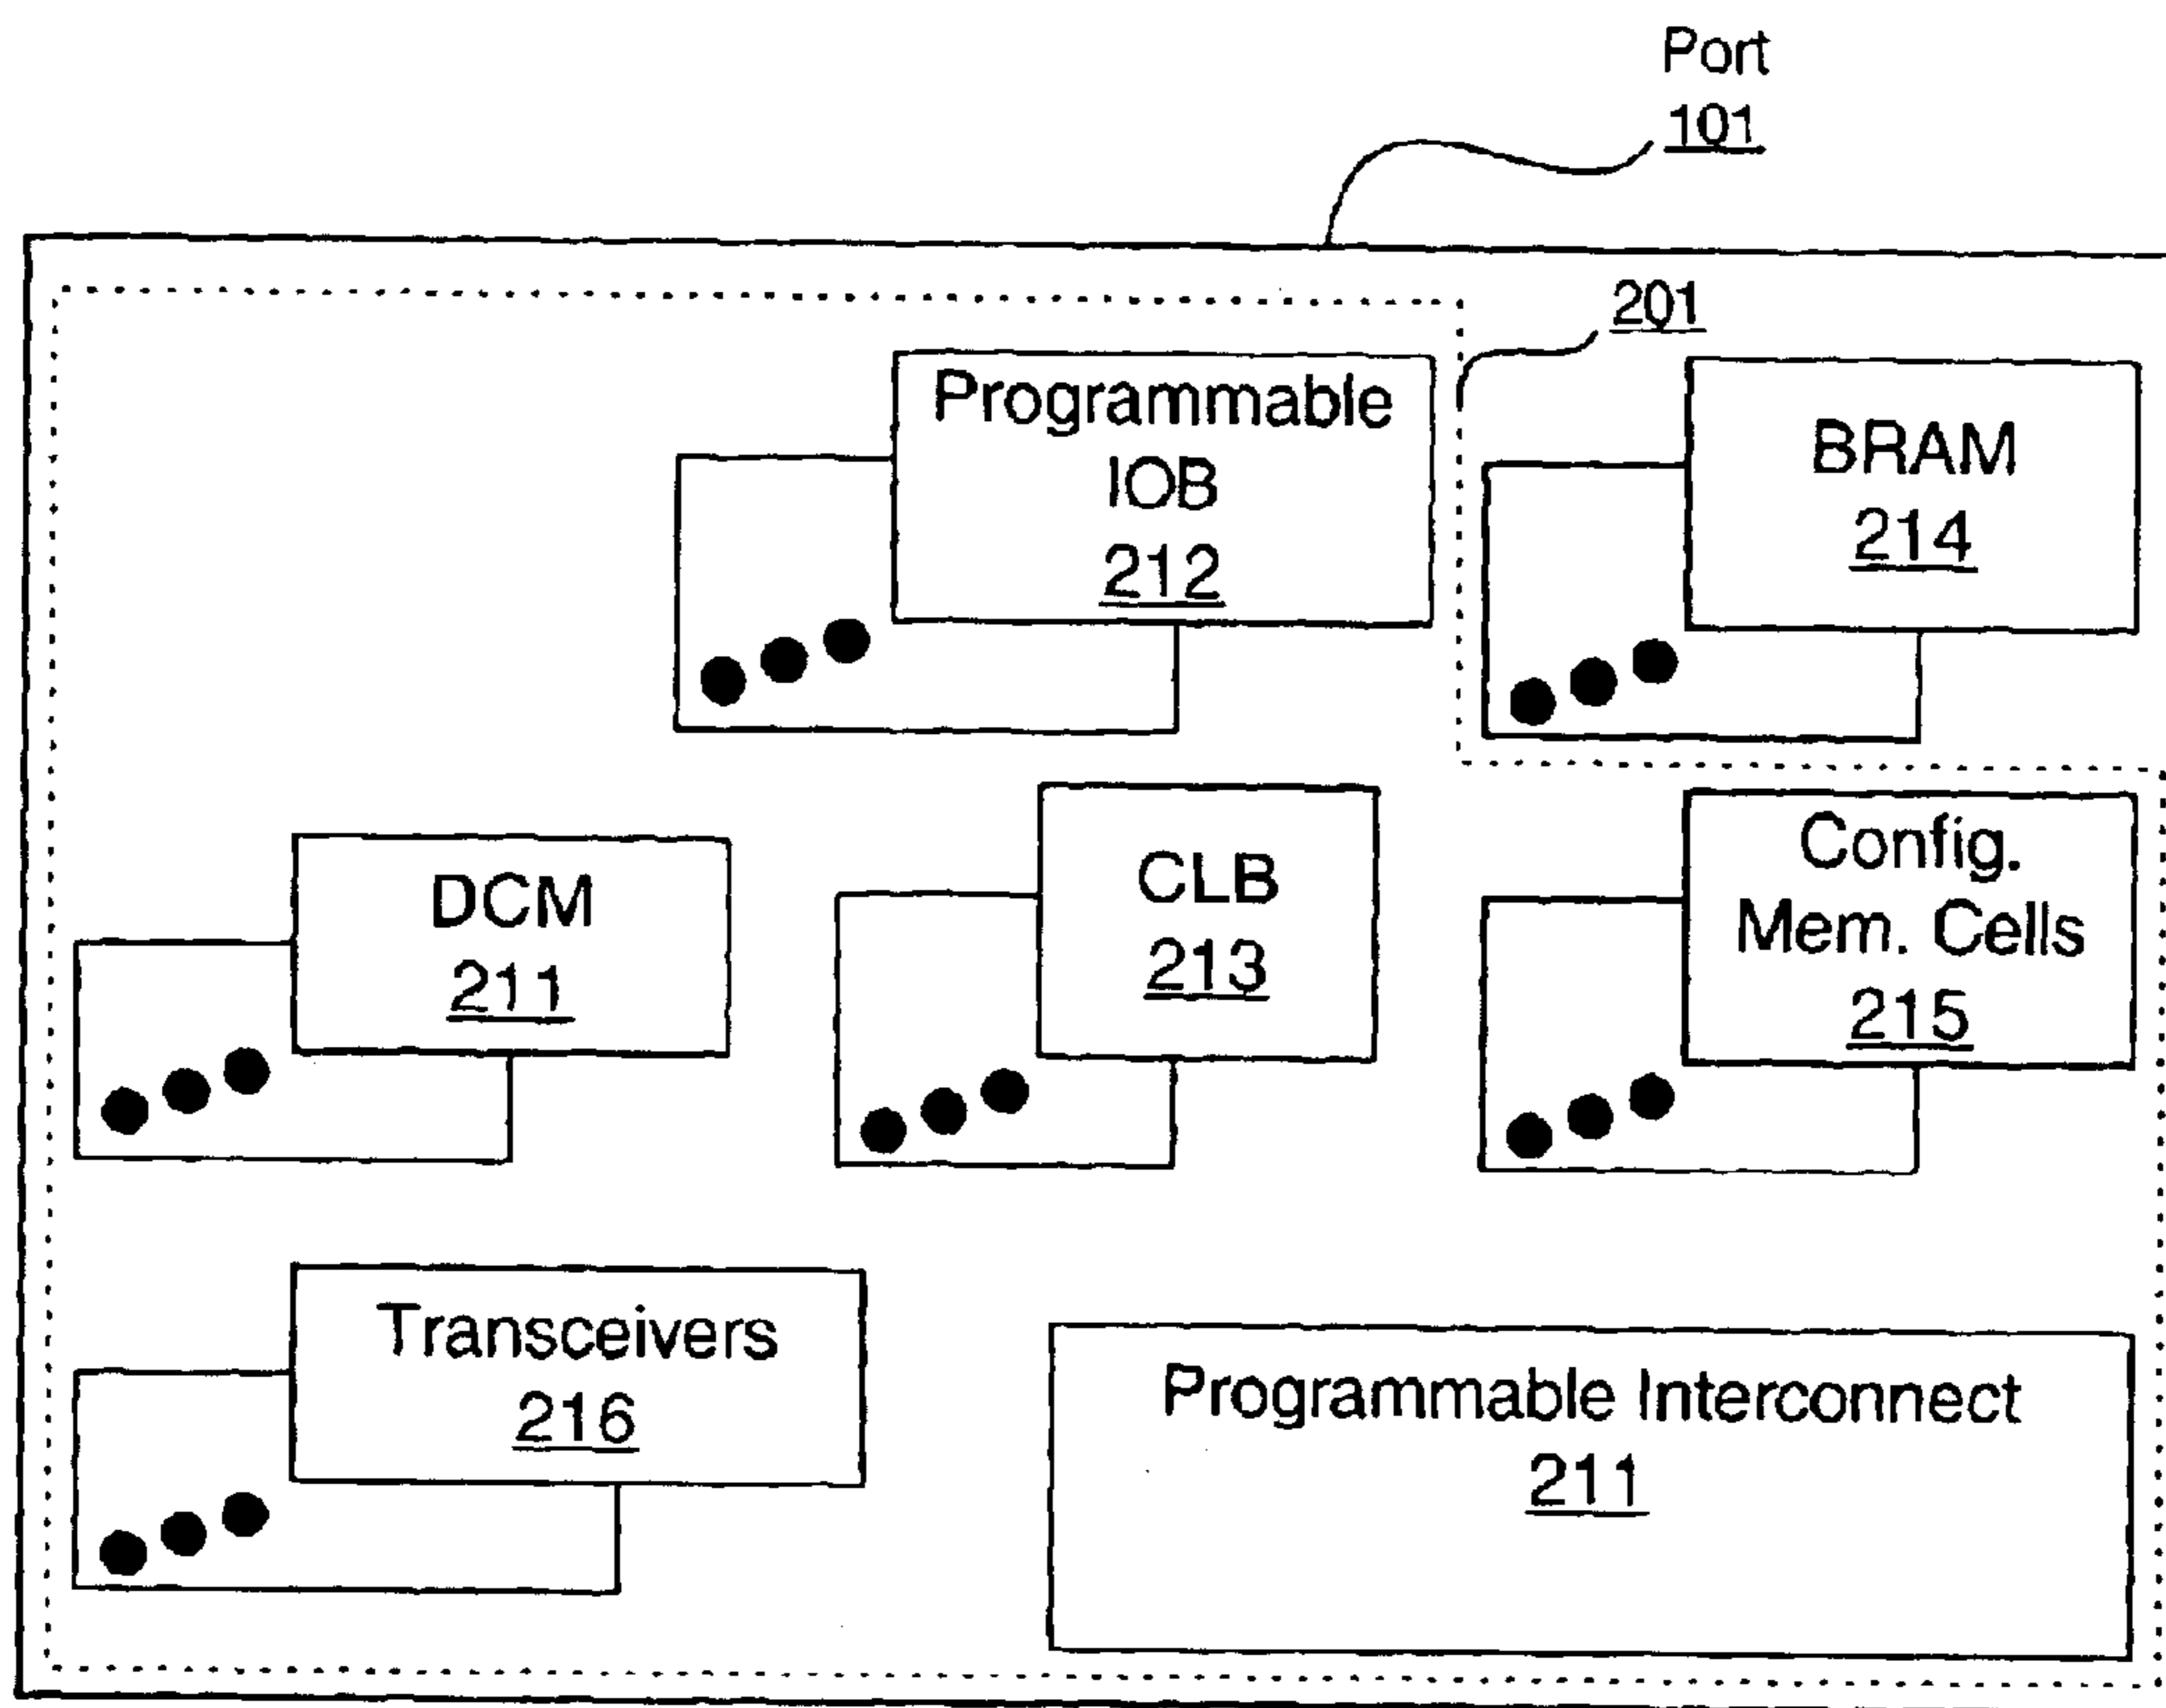 Port
101
201
Programmable
IOB
212
BRAM
214
DCM
211
CLB
213
Config.
Mem. Cells
215
Transceivers
216
Programmable Interconnect
211